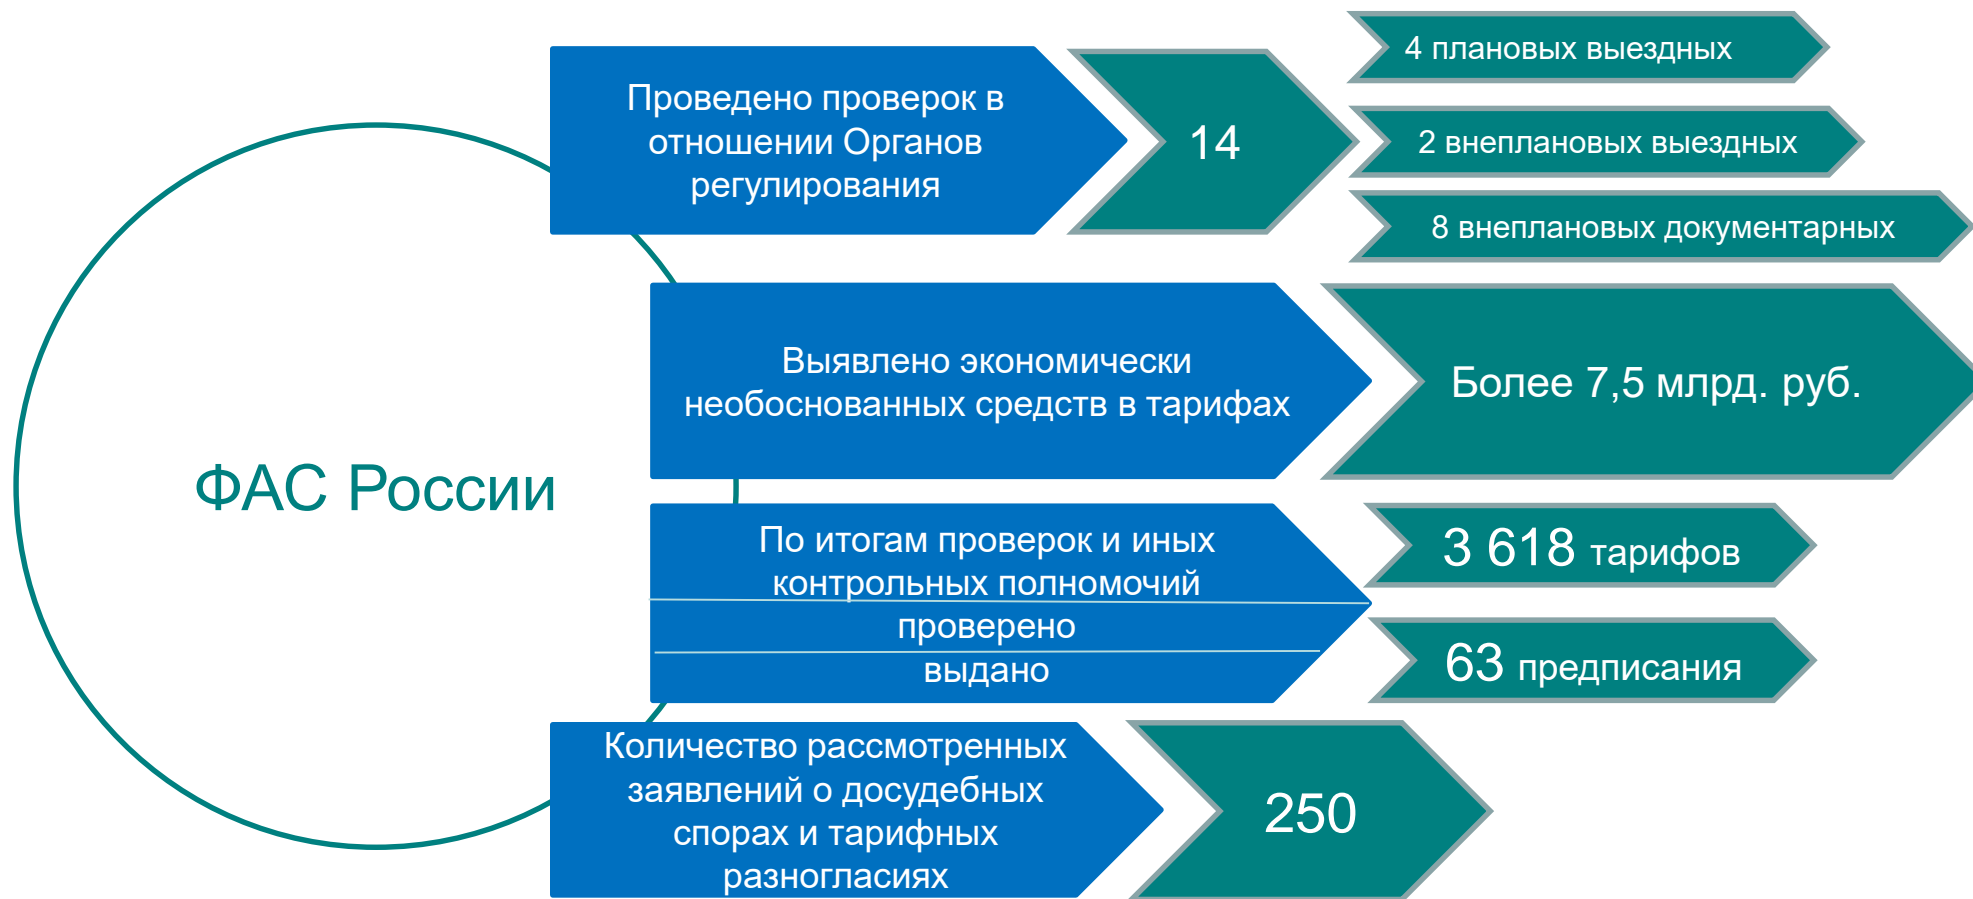 ФАС России
Проведено проверок в
отношении Органов
регулирования
14
4 плановых выездных
2 внеплановых выездных
8 внеплановых документарных
Выявлено экономически
необоснованных средств в тарифах
Более 7,5 млрд. руб.
По итогам проверок и иных
контрольных полномочий
проверено
выдано
3 618 тарифов
63 предписания
Количество рассмотренных
заявлений о досудебных
спорах и тарифных
разногласиях
250